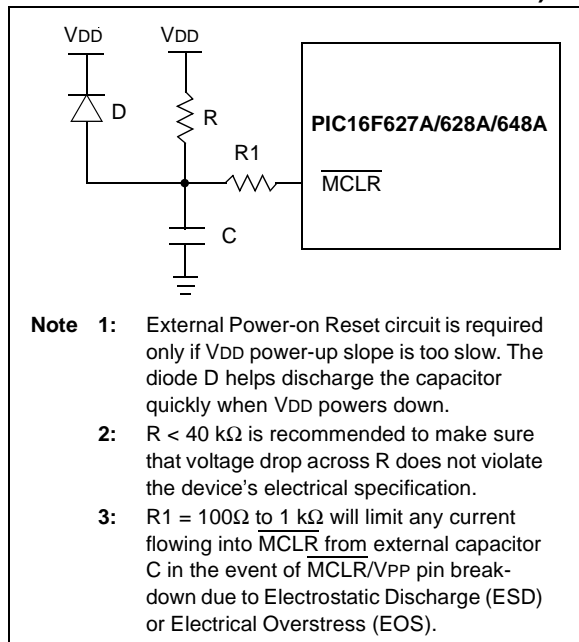 VDD VDD
D
R
PIC16F627A/628A/648A
R1
MCLR
C
Note 1: External Power-on Reset circuit is required
only if VDD power-up slope is too slow. The
diode D helps discharge the capacitor
quickly when VDD powers down.
2: R < 40 kΩ is recommended to make sure
that voltage drop across R does not violate
the device's electrical specification.
3: R1 = 100Ω to 1 kΩ will limit any current
flowing into MCLR from external capacitor
C in the event of MCLR/VPP pin break-
down due to Electrostatic Discharge (ESD)
or Electrical Overstress (EOS).